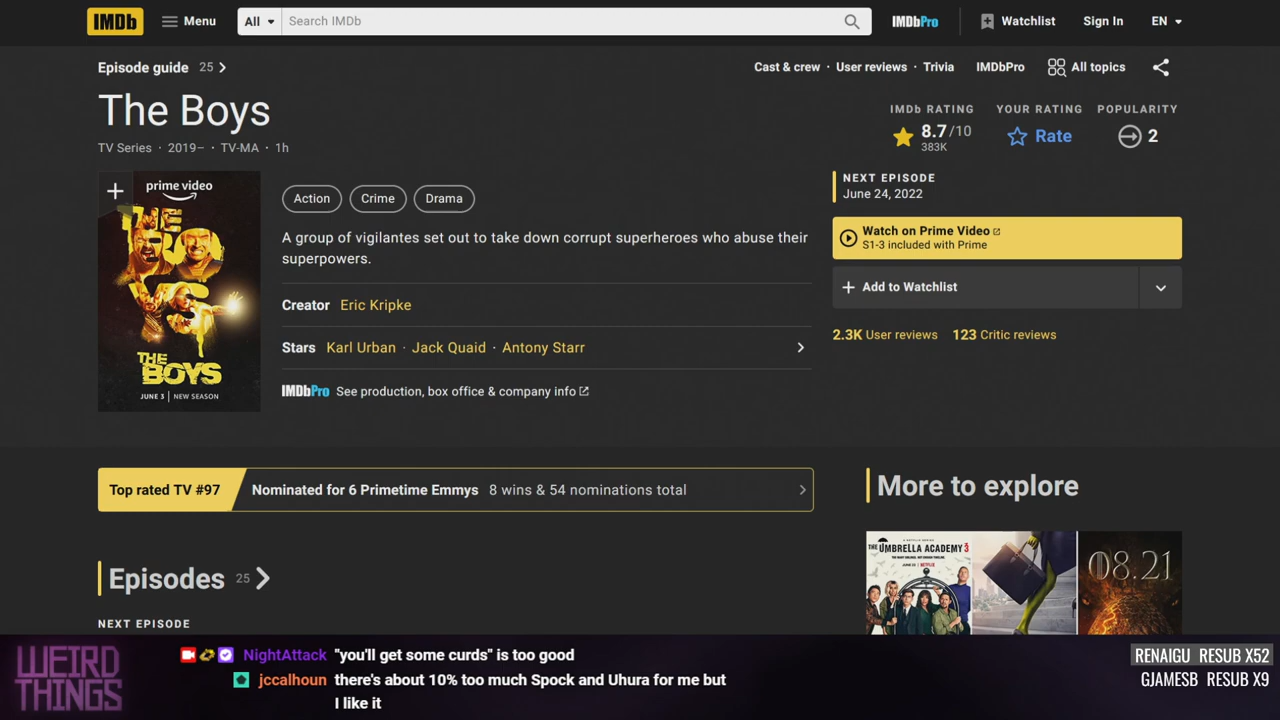 IMDb
Menu
All
Search IMDb
IMDbPro
Watchlist
Sign In
EN
Episode guide 25
Cast & crew · User reviews · Trivia
IMDbPro
All topics
The Boys
TV Series · 2019– · TV-MA · 1h
IMDb RATING
8.7/10
383K
YOUR RATING
Rate
POPULARITY
2
prime video
THE BOYS
THE
BOYS
JUNE 3 | NEW SEASON
Action
Crime
Drama
A group of vigilantes set out to take down corrupt superheroes who abuse their
superpowers.
Creator Eric Kripke
Stars Karl Urban · Jack Quaid · Antony Starr
IMDbPro See production, box office & company info
NEXT EPISODE
June 24, 2022
Watch on Prime Video
S1-3 included with Prime
+ Add to Watchlist
2.3K User reviews 123 Critic reviews
Top rated TV #97
Nominated for 6 Primetime Emmys 8 wins & 54 nominations total
More to explore
THE UMBRELLA ACADEMY 3
08.21
Episodes 25
NEXT EPISODE
WEIRD
THINGS
NightAttack "you'll get some curds" is too good
jccalhoun there's about 10% too much Spock and Uhura for me but
I like it
RENAIGU RESUB X52
GJAMESB RESUB X9